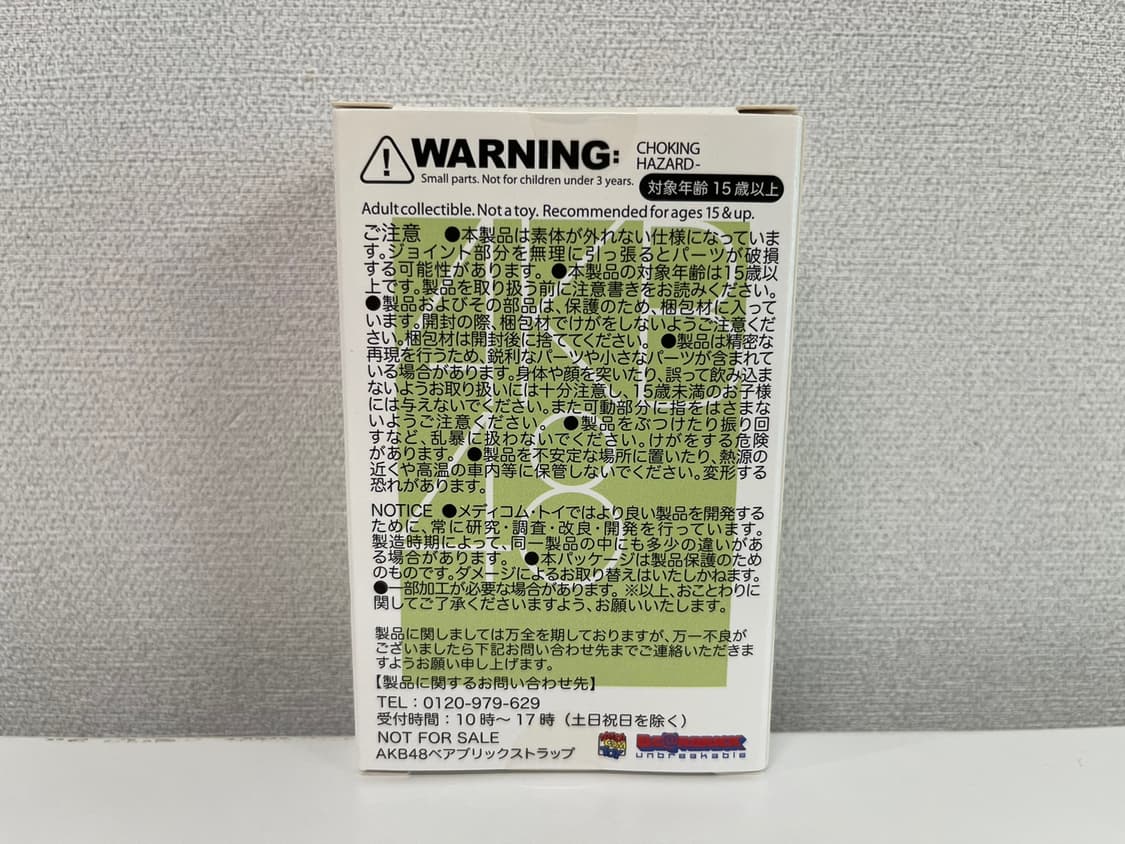 WARNING: CHOKING
HAZARD-
Small parts. Not for children under 3 years.
対象年齢 15歳以上
Adult collectible. Not a toy. Recommended for ages 15 & up.
AKB
48
ご注意 ●本製品は素体が外れない仕様になっていま
す。ジョイント部分を無理に引っ張るとパーツが破損
する可能性があります。●本製品の対象年齢は15歳以
上です。製品を取り扱う前に注意書きをお読みください。
●製品およびその部品は、保護のため、梱包材に入って
います。開封の際、梱包材でけがをしないようご注意くだ
さい。梱包材は開封後に捨ててください。●製品は精密な
再現を行うため、鋭利なパーツや小さなパーツが含まれて
いる場合があります。身体や顔を突いたり、誤って飲み込ま
ないようお取り扱いには十分注意し、15歳未満のお子様
には与えないでください。また可動部分に指をはさまな
いようご注意ください。 ●製品をぶつけたり振り回
すなど、乱暴に扱わないでください。けがをする危険
があります。●製品を不安定な場所に置いたり、熱源の
近くや高温の車内等に保管しないでください。変形する
恐れがあります。
NOTICE ●メディコム・トイではより良い製品を開発する
ために、常に研究・調査・改良・開発を行っています。
製造時期によって、同一製品の中にも多少の違いがあ
る場合があります。 ●本パッケージは製品保護のため
のものです。ダメージによるお取り替えはいたしかねます。
●一部加工が必要な場合があります。※以上、おことわりに
関してご了承くださいますよう、お願いいたします。
製品に関しましては万全を期しておりますが、万一不良が
ございましたら下記お問い合わせ先までご連絡いただきま
すようお願い申し上げます。
【製品に関するお問い合わせ先】
TEL：0120-979-629
受付時間：10時～17時（土日祝日を除く）
NOT FOR SALE
AKB48ベアブリックストラップ
BE@RBRICK
unbreakable